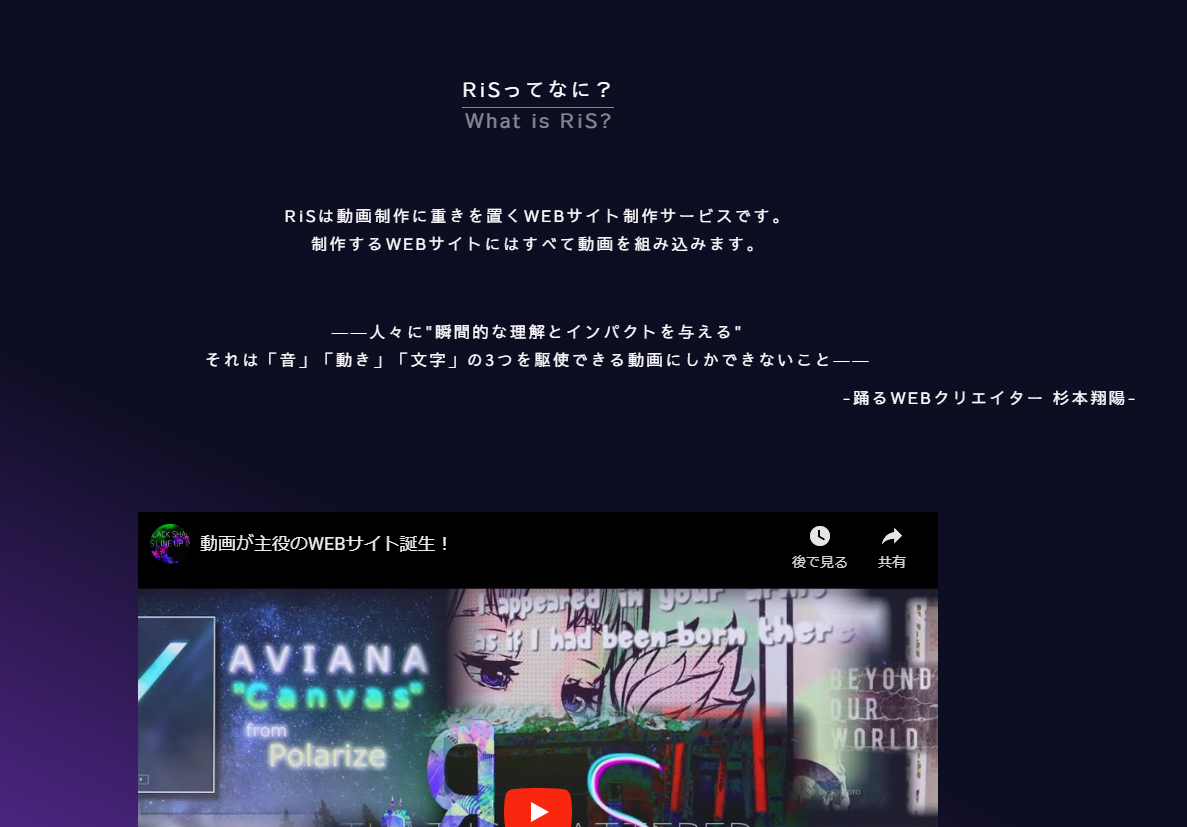 RiSってなに？
What is RiS?
RiSは動画制作に重きを置くWEBサイト制作サービスです。
制作するWEBサイトにはすべて動画を組み込みます。
――人々に"瞬間的な理解とインパクトを与える"
それは「音」「動き」「文字」の3つを駆使できる動画にしかできないこと――
-踊るWEBクリエイター 杉本翔陽-
動画が主役のWEBサイト誕生！
後で見る
共有
appeared in your
as if I had been born there
AVIANA
"Canvas"
from
Polarize
BEYOND
OUR
WORLD